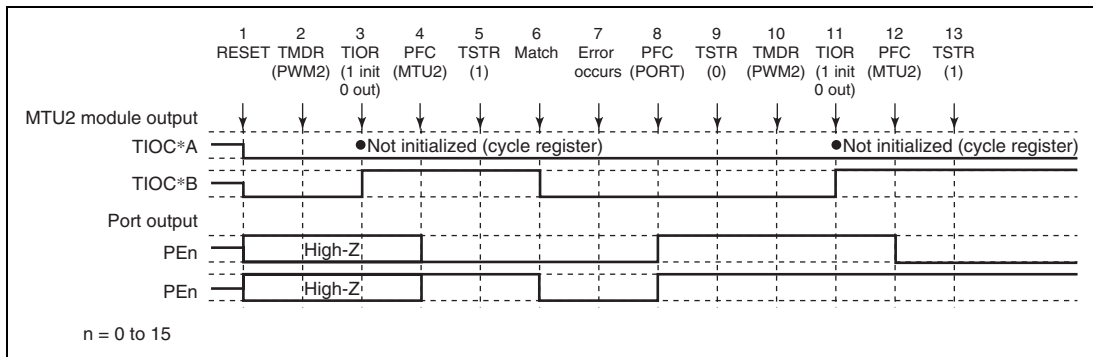 1 2 3 4 5 6 7 8 9 10 11 12 13
RESET TMDR TIOR PFC TSTR Match Error PFC TSTR TMDR TIOR PFC TSTR
(PWM2) (1 init (MTU2) (1) occurs (PORT) (0) (PWM2) (1 init (MTU2) (1)
0 out) 0 out)
MTU2 module output
TIOC*A ●Not initialized (cycle register) ●Not initialized (cycle register)
TIOC*B
Port output
PEn High-Z
PEn High-Z
n = 0 to 15